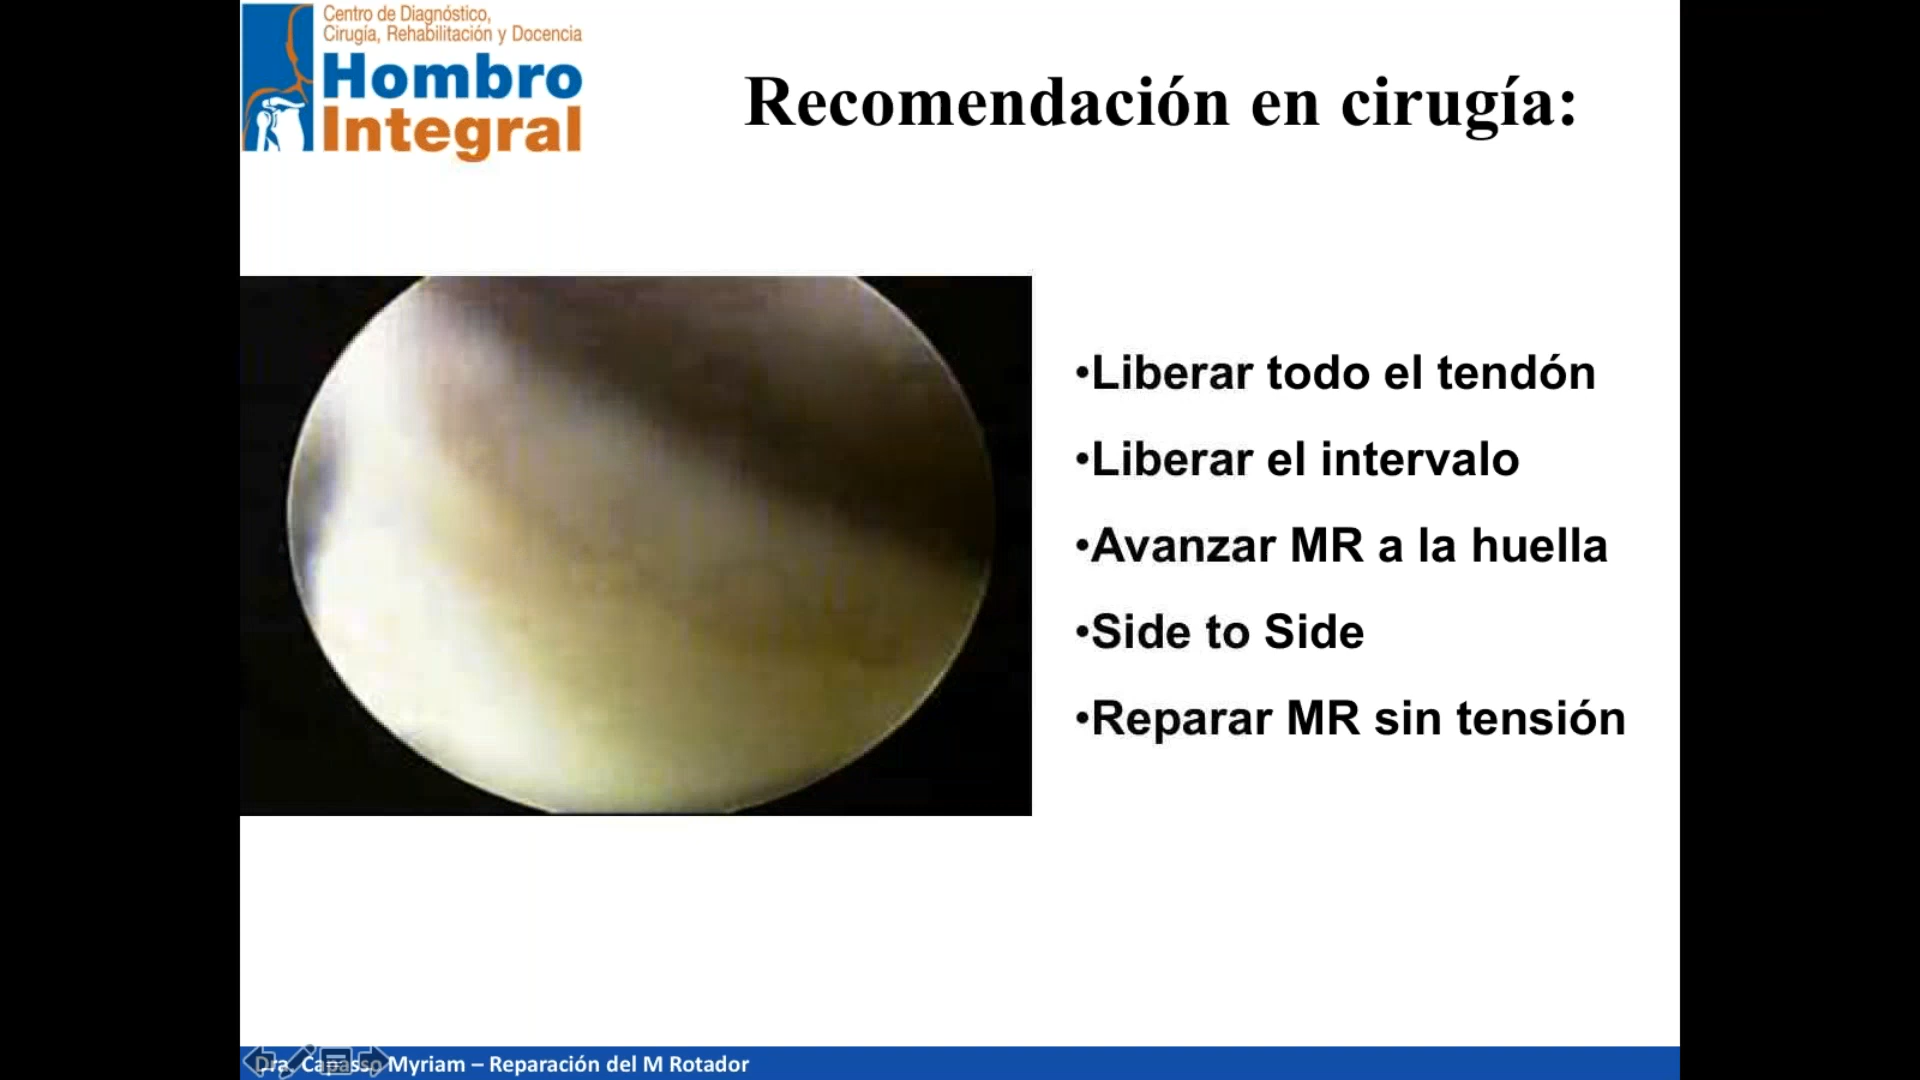 Centro de Diagnóstico,
Cirugía, Rehabilitación y Docencia
Hombro
Integral
Recomendación en cirugía:
•Liberar todo el tendón
•Liberar el intervalo
•Avanzar MR a la huella
•Side to Side
•Reparar MR sin tensión
Dra. Capasso Myriam – Reparación del M Rotador